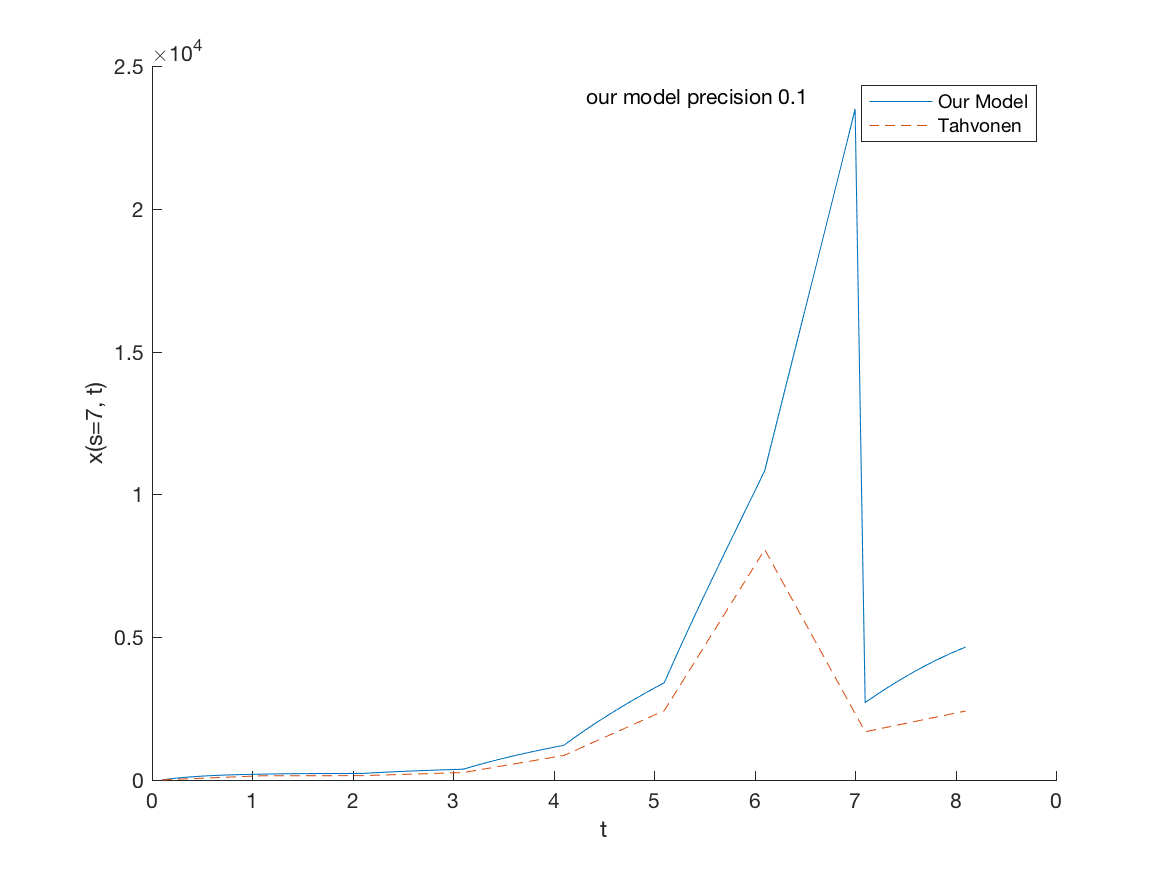 ×10⁴
2.5
2
1.5
1
0.5
0
x(s=7, t)
our model precision 0.1
Our Model
Tahvonen
0 1 2 3 4 5 6 7 8 0
t